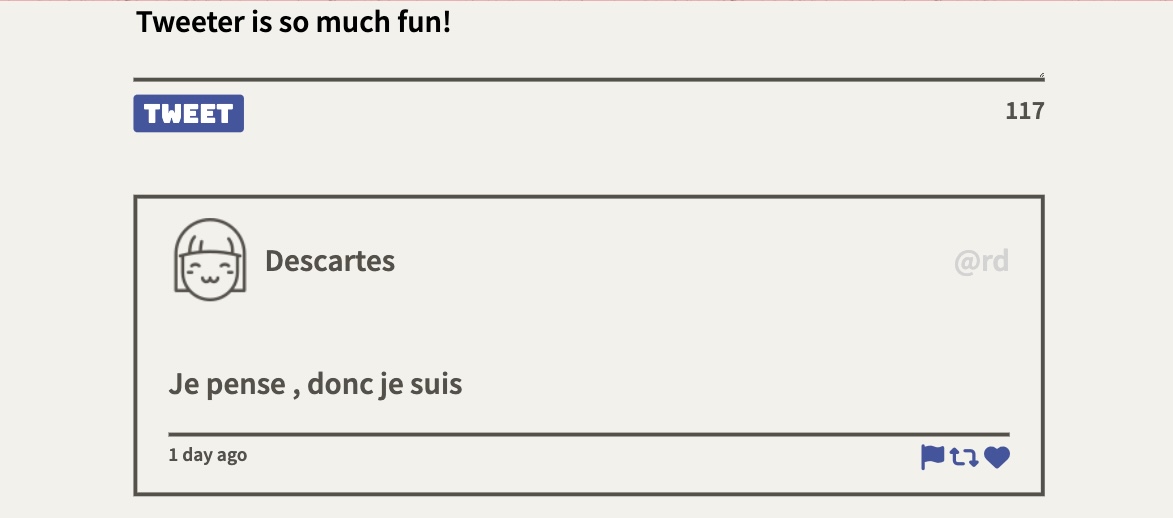 Tweeter is so much fun!
TWEET
117
Descartes
@rd
Je pense , donc je suis
1 day ago